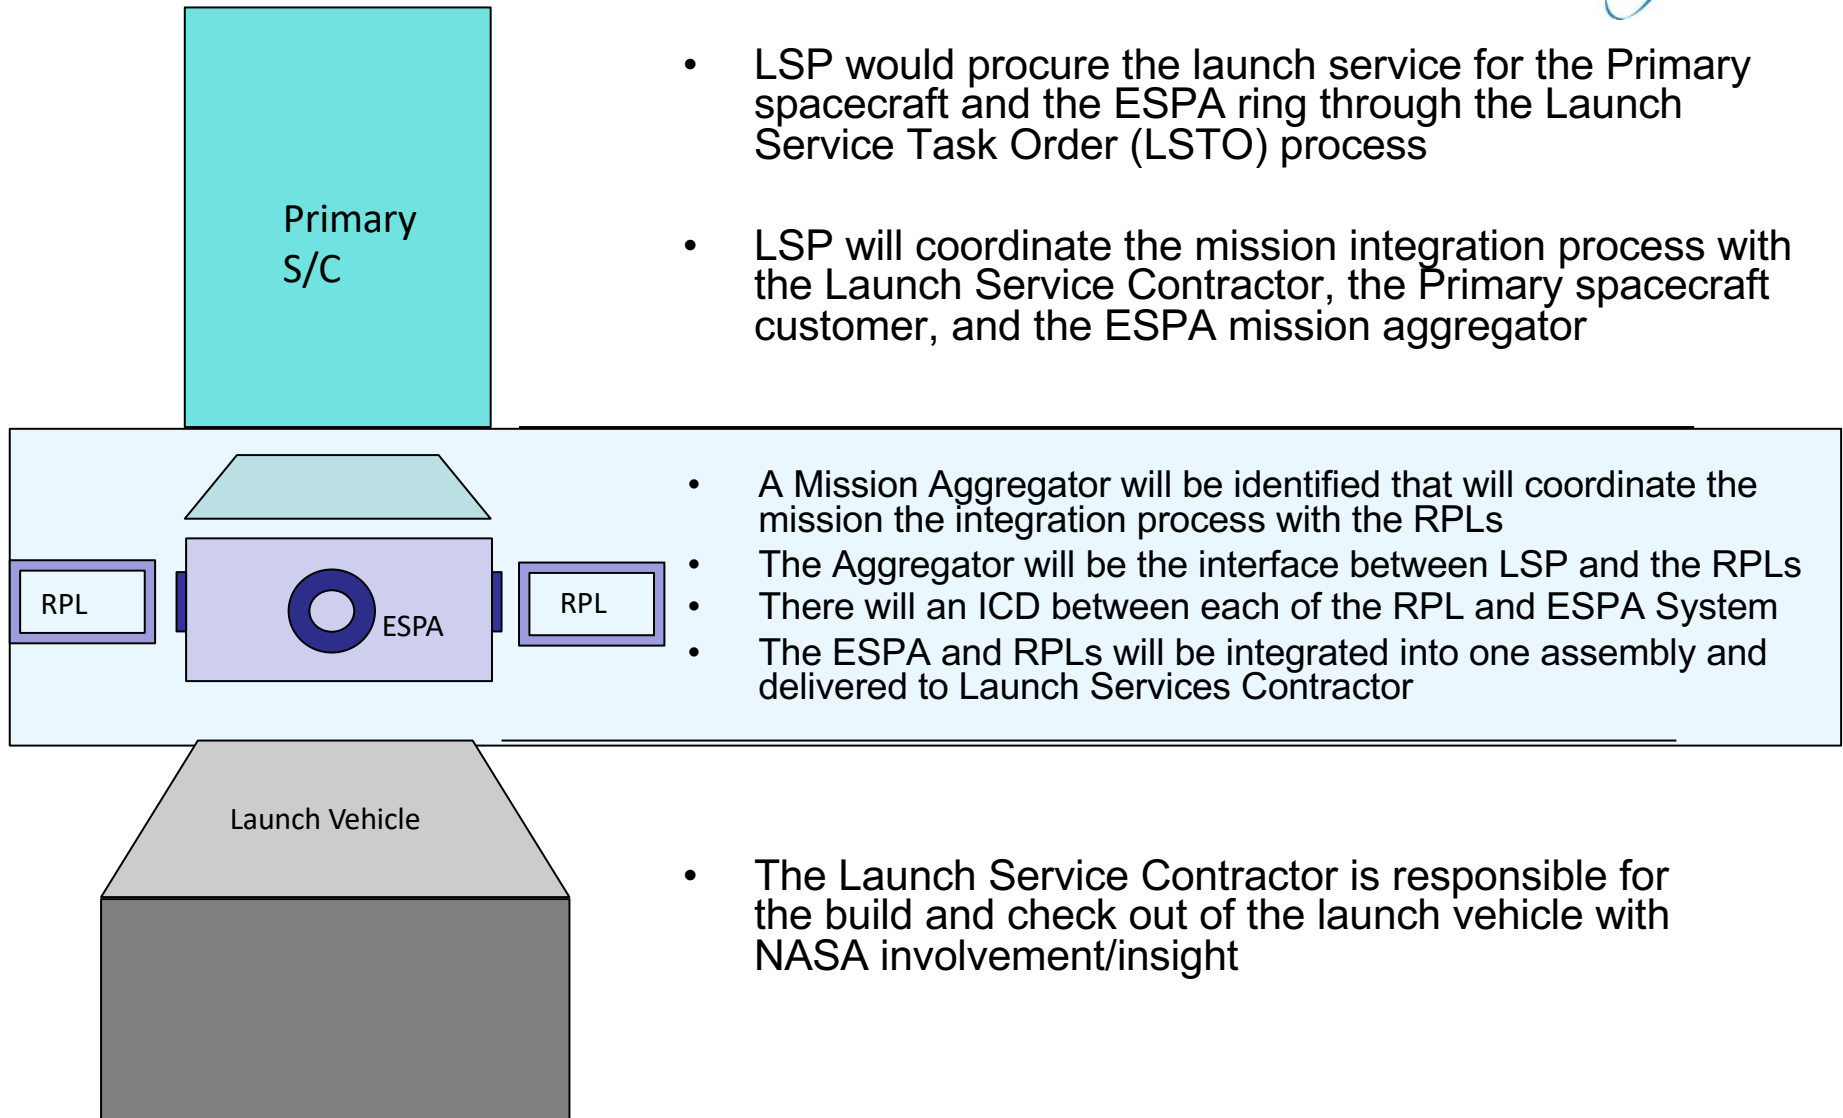 Primary
S/C
• LSP would procure the launch service for the Primary
spacecraft and the ESPA ring through the Launch
Service Task Order (LSTO) process
• LSP will coordinate the mission integration process with
the Launch Service Contractor, the Primary spacecraft
customer, and the ESPA mission aggregator
RPL
ESPA
RPL
• A Mission Aggregator will be identified that will coordinate the
mission the integration process with the RPLs
• The Aggregator will be the interface between LSP and the RPLs
• There will an ICD between each of the RPL and ESPA System
• The ESPA and RPLs will be integrated into one assembly and
delivered to Launch Services Contractor
Launch Vehicle
• The Launch Service Contractor is responsible for
the build and check out of the launch vehicle with
NASA involvement/insight